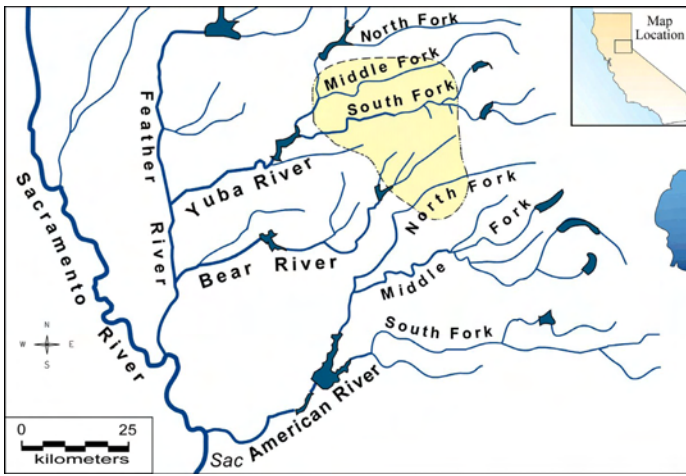 North Fork
Map
Location
Middle Fork
South Fork
Feather
River
Yuba River
Sacramento
River
North Fork
Bear River
Middle
Fork
South Fork
N
W
E
S
American River
Sac
0
25
kilometers